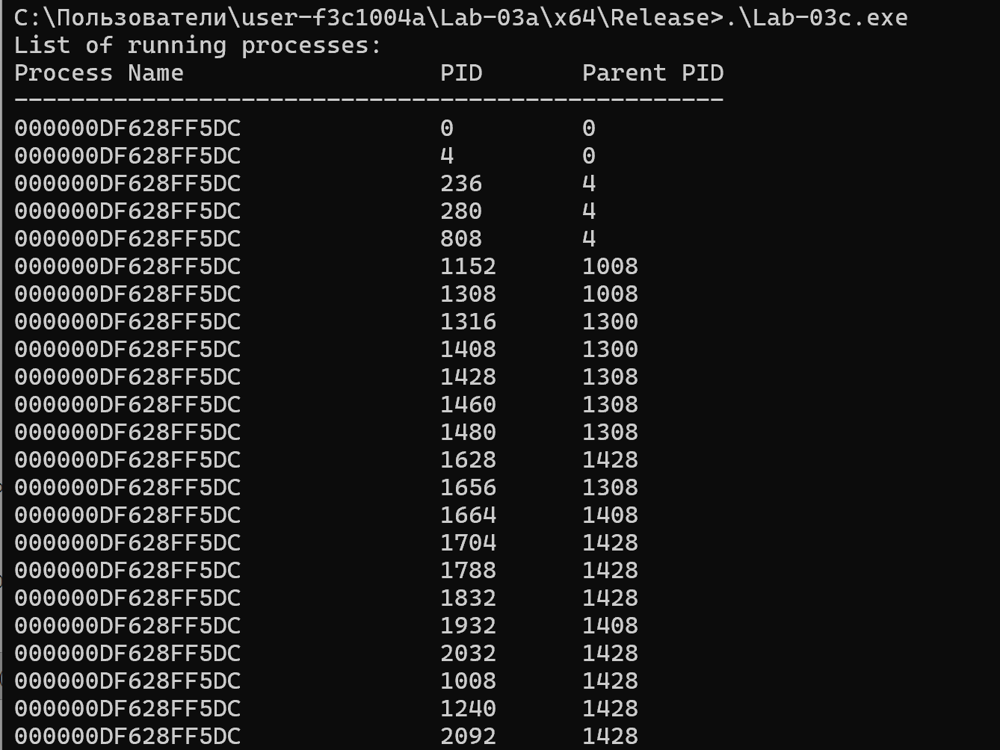 C:\Пользователи\user-f3c1004a\Lab-03a\x64\Release>.\Lab-03c.exe
List of running processes:
Process Name PID Parent PID
--------------------------------------------------
000000DF628FF5DC 0 0
000000DF628FF5DC 4 0
000000DF628FF5DC 236 4
000000DF628FF5DC 280 4
000000DF628FF5DC 808 4
000000DF628FF5DC 1152 1008
000000DF628FF5DC 1308 1008
000000DF628FF5DC 1316 1300
000000DF628FF5DC 1408 1300
000000DF628FF5DC 1428 1308
000000DF628FF5DC 1460 1308
000000DF628FF5DC 1480 1308
000000DF628FF5DC 1628 1428
000000DF628FF5DC 1656 1308
000000DF628FF5DC 1664 1408
000000DF628FF5DC 1704 1428
000000DF628FF5DC 1788 1428
000000DF628FF5DC 1832 1428
000000DF628FF5DC 1932 1408
000000DF628FF5DC 2032 1428
000000DF628FF5DC 1008 1428
000000DF628FF5DC 1240 1428
000000DF628FF5DC 2092 1428